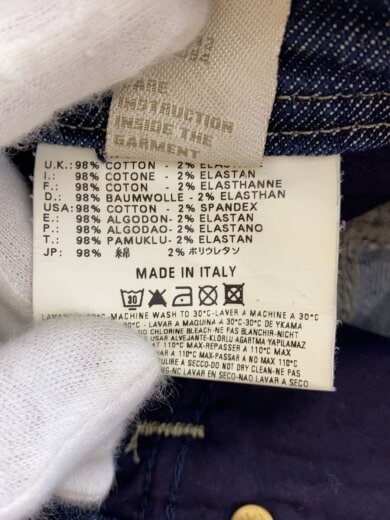 INSTRUCTION
INSIDE THE
GARMENT
U.K.: 98% COTTON - 2% ELASTAN
I.: 98% COTONE - 2% ELASTAN
F.: 98% COTON - 2% ELASTHANNE
D.: 98% BAUMWOLLE - 2% ELASTHAN
USA: 98% COTTON - 2% SPANDEX
E.: 98% ALGODON - 2% ELASTAN
P.: 98% ALGODAO - 2% ELASTANO
T.: 98% PAMUKLU - 2% ELASTAN
JP: 98% 綿 2% ポリウレタン
MADE IN ITALY
30
MACHINE WASH TO 30°C-LAVER A MACHINE A 30°C
- LAVAR A MAQUINA A 30°C-30°C DE YKAMA
CHLORINE BLEACH-NE PAS BLANCHIR-NICHT
USAR ALVEJANTE-KLORLU AGARTMA YAPILAMAZ
AT 110°C MAX-REPASSER A 110°C MAX
A 110°C MAX-PASSAR A NO MAX 110°C
A SECCO-DO NOT DRY CLEAN-NE PAS
NC LAVAR EN SECO-NAO LAVAR A SECO